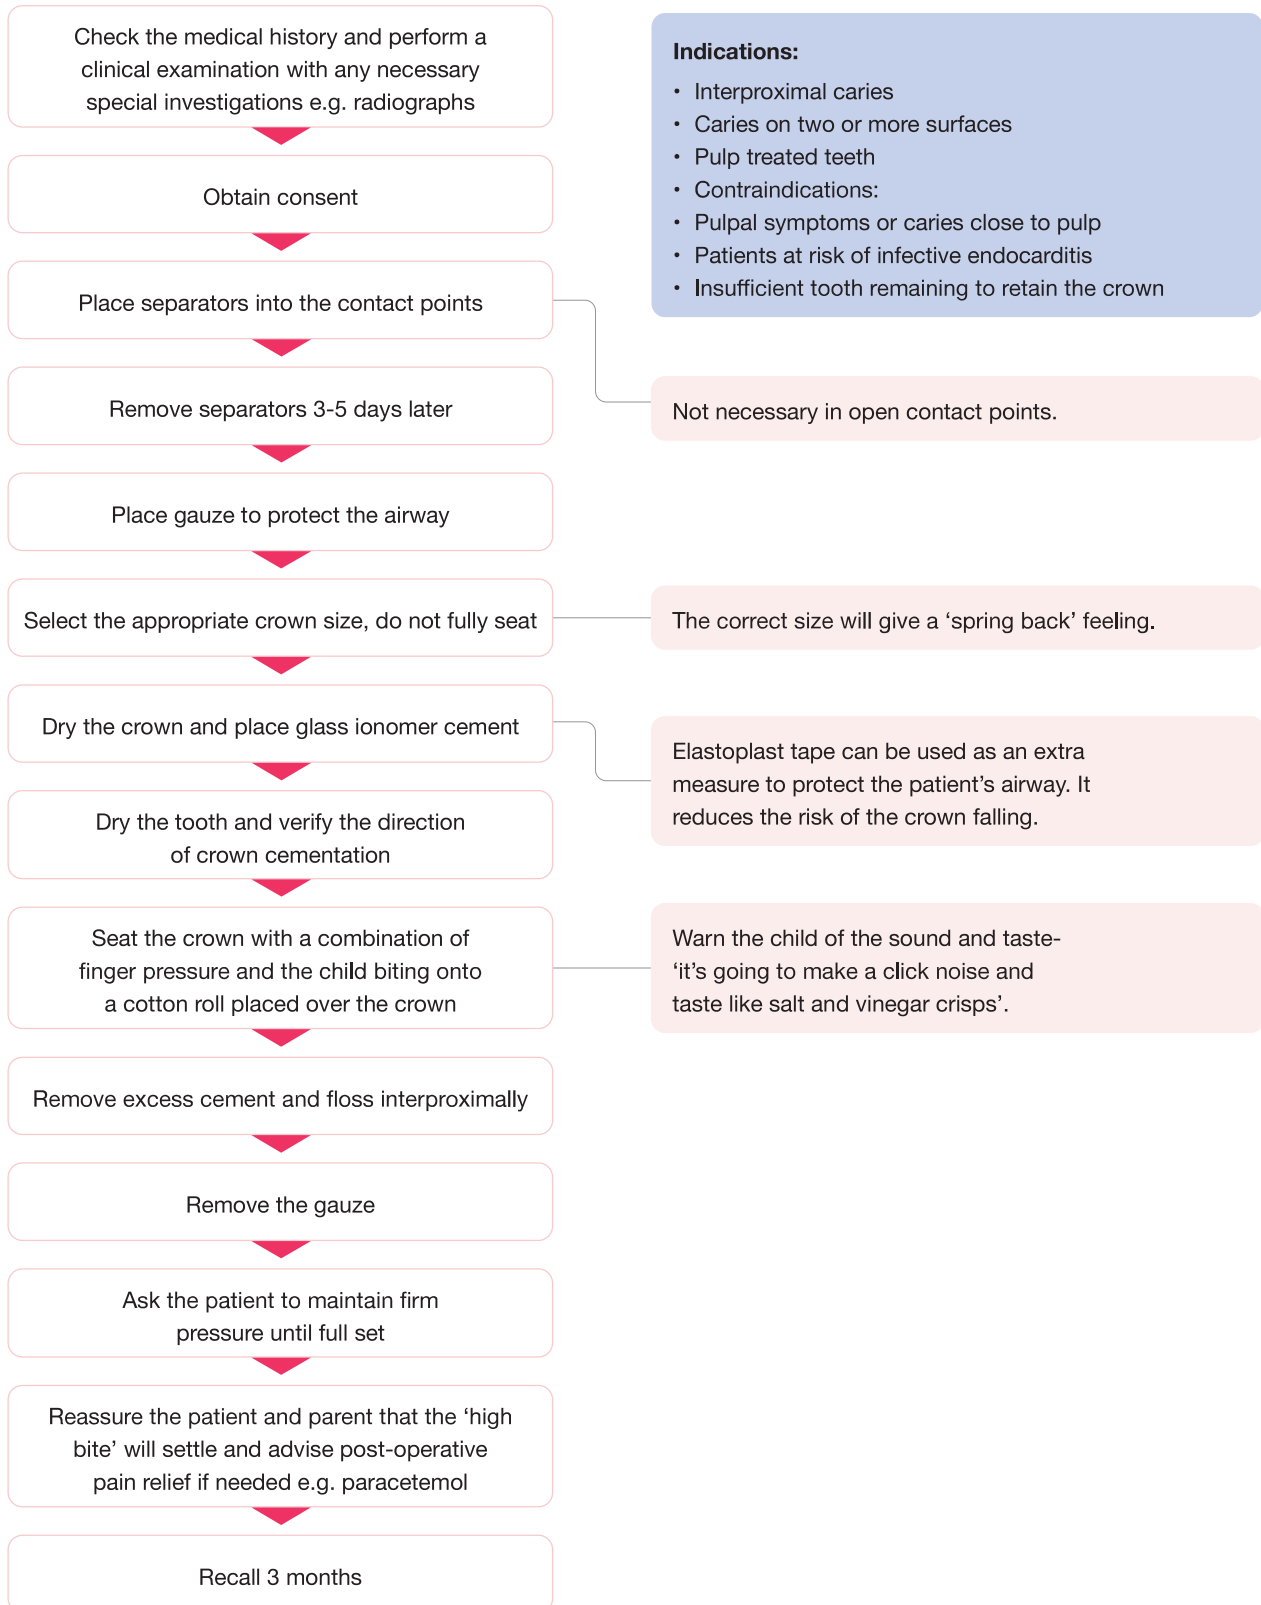 Check the medical history and perform a
clinical examination with any necessary
special investigations e.g. radiographs
Obtain consent
Place separators into the contact points
Remove separators 3-5 days later
Place gauze to protect the airway
Select the appropriate crown size, do not fully seat
Dry the crown and place glass ionomer cement
Dry the tooth and verify the direction
of crown cementation
Seat the crown with a combination of
finger pressure and the child biting onto
a cotton roll placed over the crown
Remove excess cement and floss interproximally
Remove the gauze
Ask the patient to maintain firm
pressure until full set
Reassure the patient and parent that the ‘high
bite’ will settle and advise post-operative
pain relief if needed e.g. paracetemol
Recall 3 months
Indications:
• Interproximal caries
• Caries on two or more surfaces
• Pulp treated teeth
• Contraindications:
• Pulpal symptoms or caries close to pulp
• Patients at risk of infective endocarditis
• Insufficient tooth remaining to retain the crown
Not necessary in open contact points.
The correct size will give a ‘spring back’ feeling.
Elastoplast tape can be used as an extra
measure to protect the patient’s airway. It
reduces the risk of the crown falling.
Warn the child of the sound and taste-
‘it’s going to make a click noise and
taste like salt and vinegar crisps’.